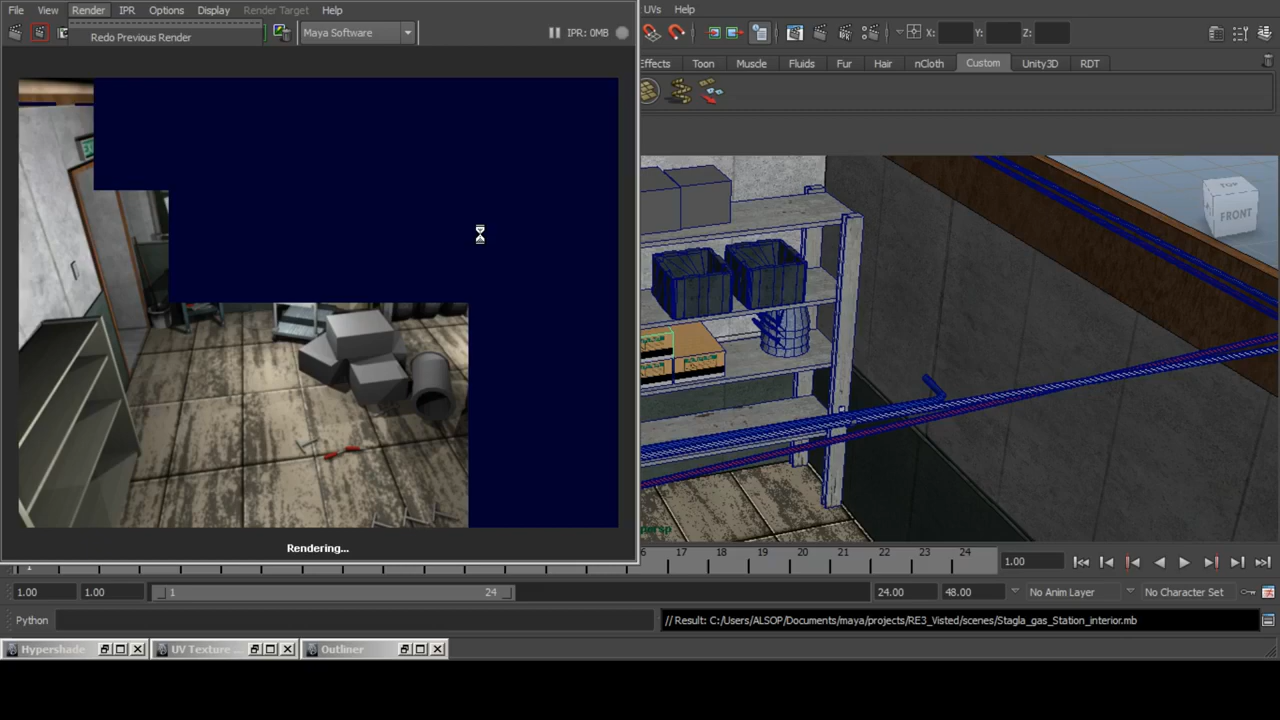 File View Render IPR Options Display Render Target Help
Redo Previous Render
Maya Software
IPR: 0MB
UVs Help
X: Y: Z:
Effects Toon Muscle Fluids Fur Hair nCloth Custom Unity3D RDT
TOP
FRONT
persp
Rendering...
1
16 17 18 19 20 21 22 23 24
1.00
1.00 1.00 1 24 24.00 48.00 No Anim Layer No Character Set
Python
// Result: C:/Users/ALSOP/Documents/maya/projects/RE3_Visted/scenes/Stagla_gas_Station_interior.mb
Hypershade UV Texture ... Outliner